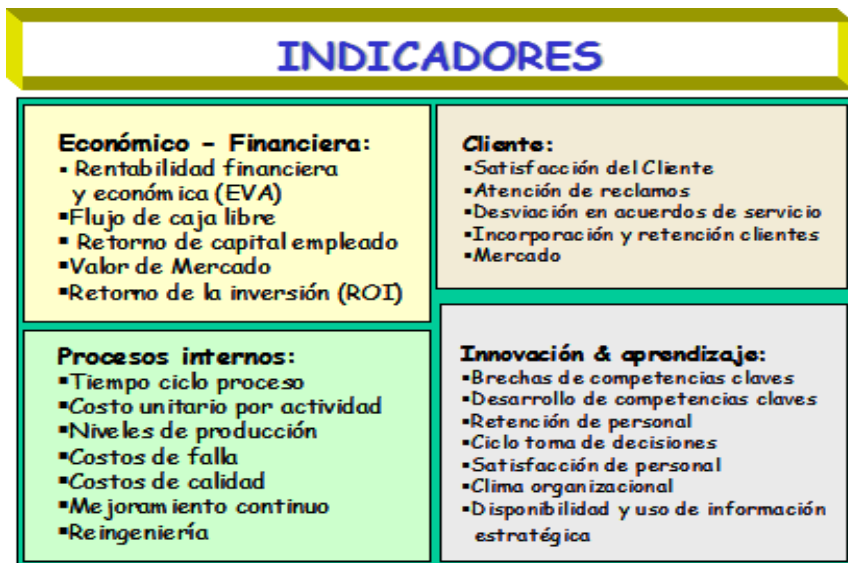 INDICADORES
Económico - Financiera:
▪ Rentabilidad financiera
y económica (EVA)
▪Flujo de caja libre
▪ Retorno de capital empleado
▪Valor de Mercado
▪Retorno de la inversión (ROI)
Cliente:
▪Satisfacción del Cliente
▪Atención de reclamos
▪Desviación en acuerdos de servicio
▪Incorporación y retención clientes
▪Mercado
Procesos internos:
▪Tiempo ciclo proceso
▪Costo unitario por actividad
▪Niveles de producción
▪Costos de falla
▪Costos de calidad
▪Mejoramiento continuo
▪Reingeniería
Innovación & aprendizaje:
▪Brechas de competencias claves
▪Desarrollo de competencias claves
▪Retención de personal
▪Ciclo toma de decisiones
▪Satisfacción de personal
▪Clima organizacional
▪Disponibilidad y uso de información
estratégica